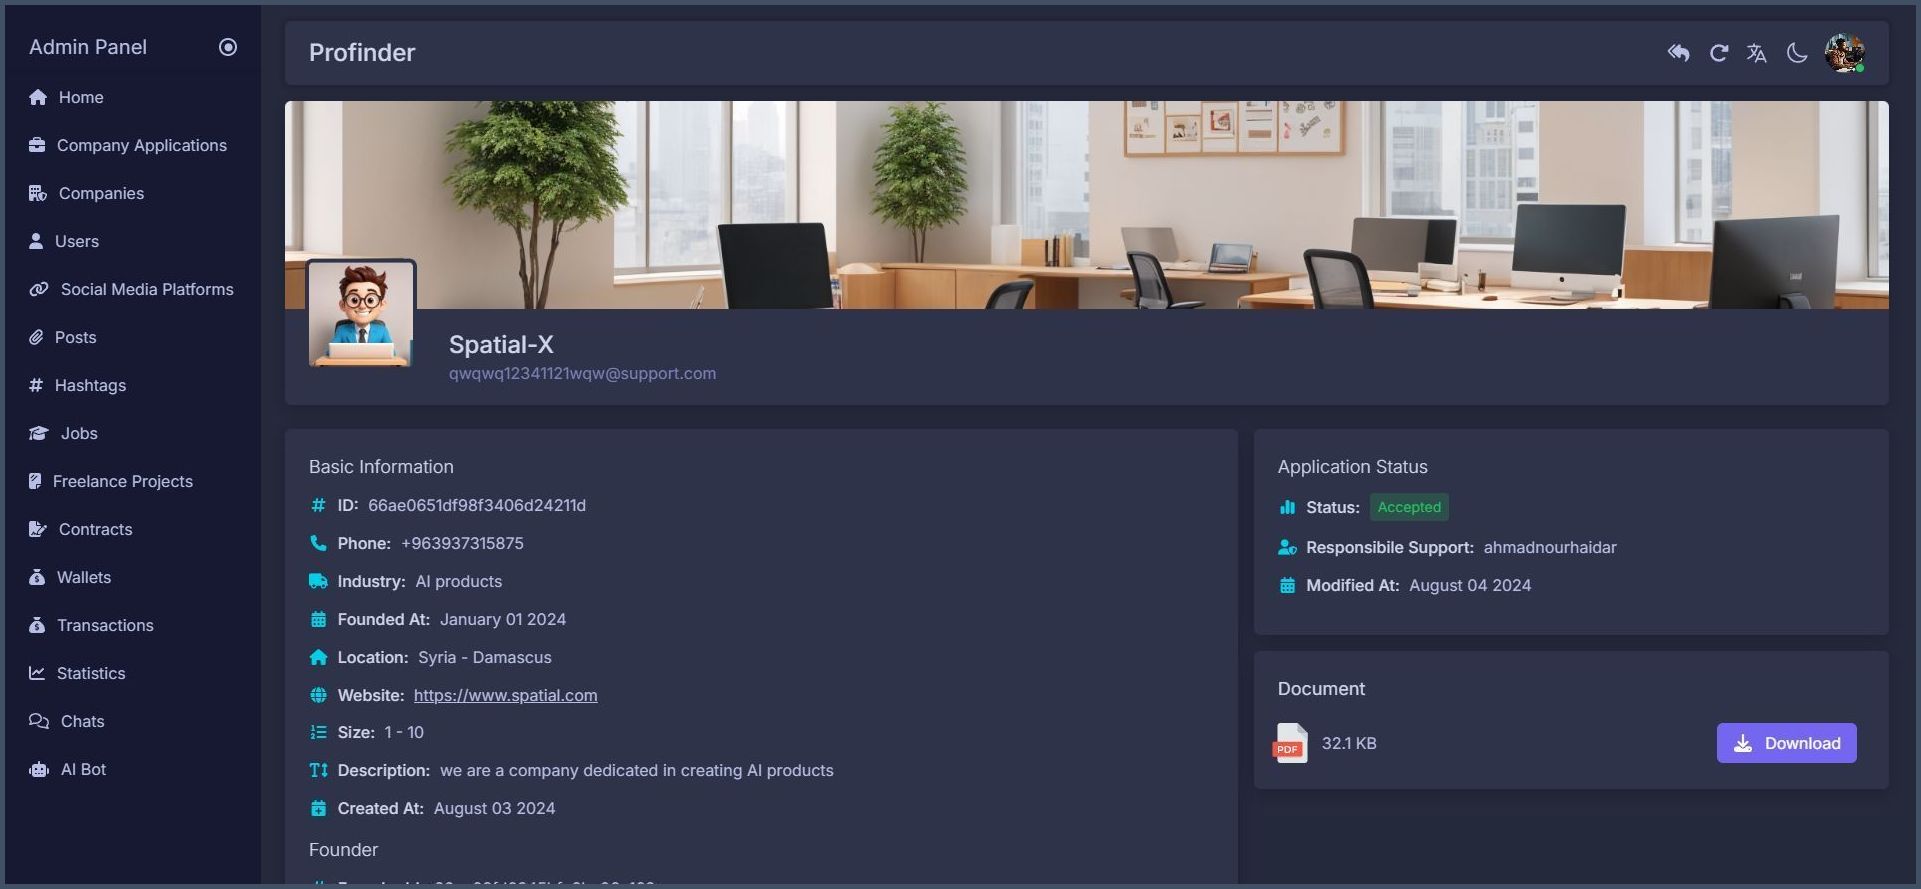 Admin Panel
Home
Company Applications
Companies
Users
Social Media Platforms
Posts
Hashtags
Jobs
Freelance Projects
Contracts
Wallets
Transactions
Statistics
Chats
AI Bot
Profinder
Spatial-X
qwqwq12341121wqw@support.com
Basic Information
ID: 66ae0651df98f3406d24211d
Phone: +963937315875
Industry: AI products
Founded At: January 01 2024
Location: Syria - Damascus
Website: https://www.spatial.com
Size: 1 - 10
Description: we are a company dedicated in creating AI products
Created At: August 03 2024
Founder
Application Status
Status: Accepted
Responsibile Support: ahmadnourhaidar
Modified At: August 04 2024
Document
PDF 32.1 KB
Download